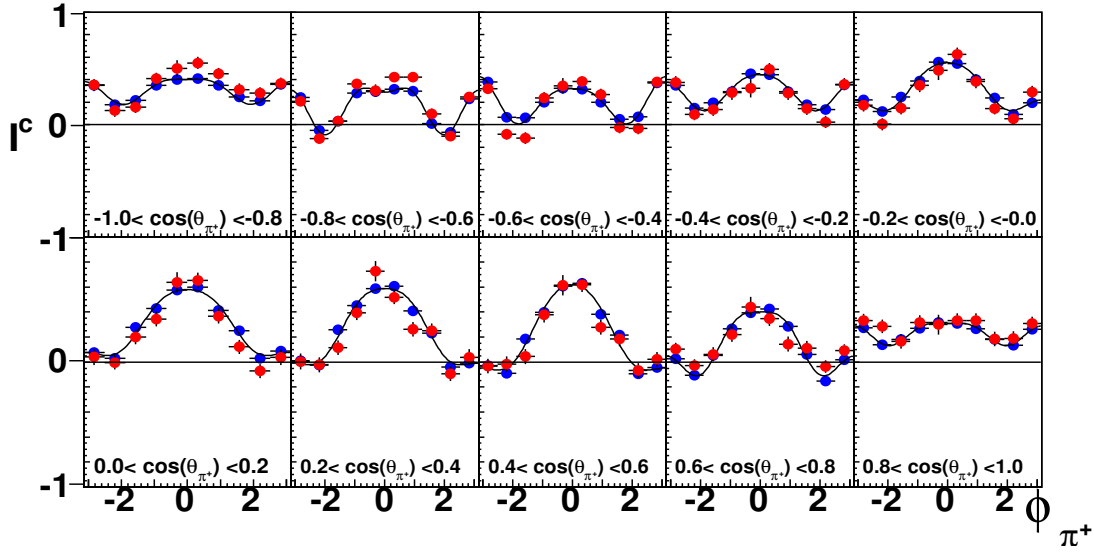 1
I^c
0
-1.0< cos(θ_π⁺) <-0.8
-0.8< cos(θ_π⁺) <-0.6
-0.6< cos(θ_π⁺) <-0.4
-0.4< cos(θ_π⁺) <-0.2
-0.2< cos(θ_π⁺) <-0.0
-1
0
0.0< cos(θ_π⁺) <0.2
0.2< cos(θ_π⁺) <0.4
0.4< cos(θ_π⁺) <0.6
0.6< cos(θ_π⁺) <0.8
0.8< cos(θ_π⁺) <1.0
-1
-2 0 2 -2 0 2 -2 0 2 -2 0 2 -2 0 2
ϕ_π⁺